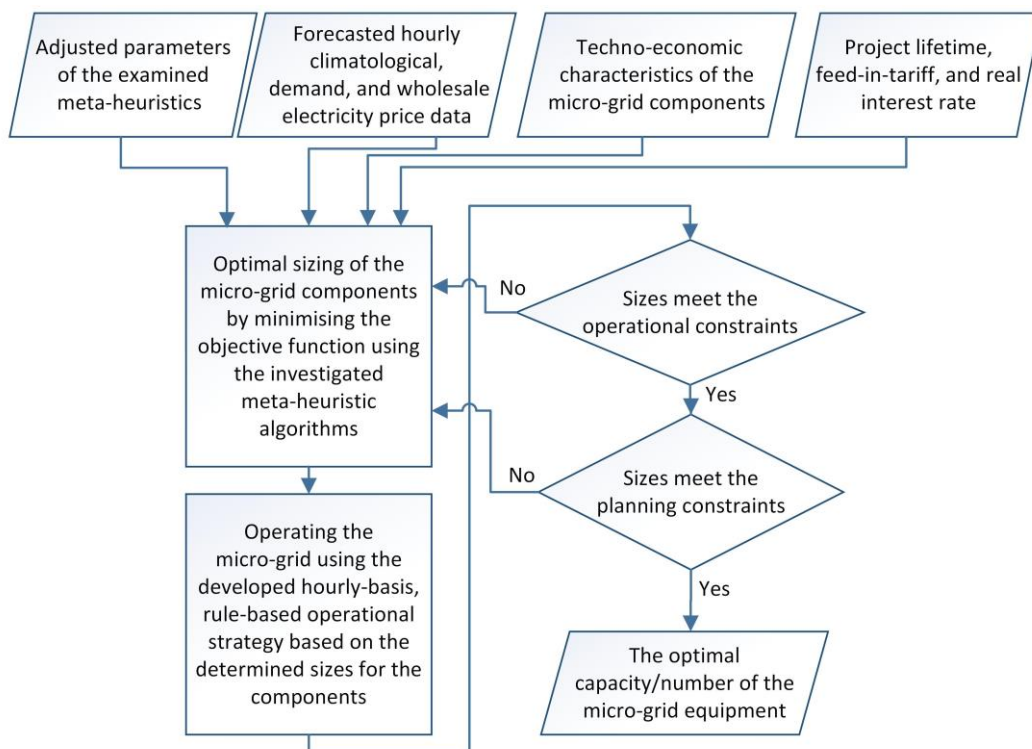 Adjusted parameters
of the examined
meta-heuristics
Forecasted hourly
climatological,
demand, and wholesale
electricity price data
Techno-economic
characteristics of the
micro-grid components
Project lifetime,
feed-in-tariff, and real
interest rate
Optimal sizing of the
micro-grid components
by minimising the
objective function using
the investigated
meta-heuristic
algorithms
No
Sizes meet the
operational constraints
Yes
No
Sizes meet the
planning constraints
Yes
Operating the
micro-grid using the
developed hourly-basis,
rule-based operational
strategy based on the
determined sizes for the
components
The optimal
capacity/number of the
micro-grid equipment